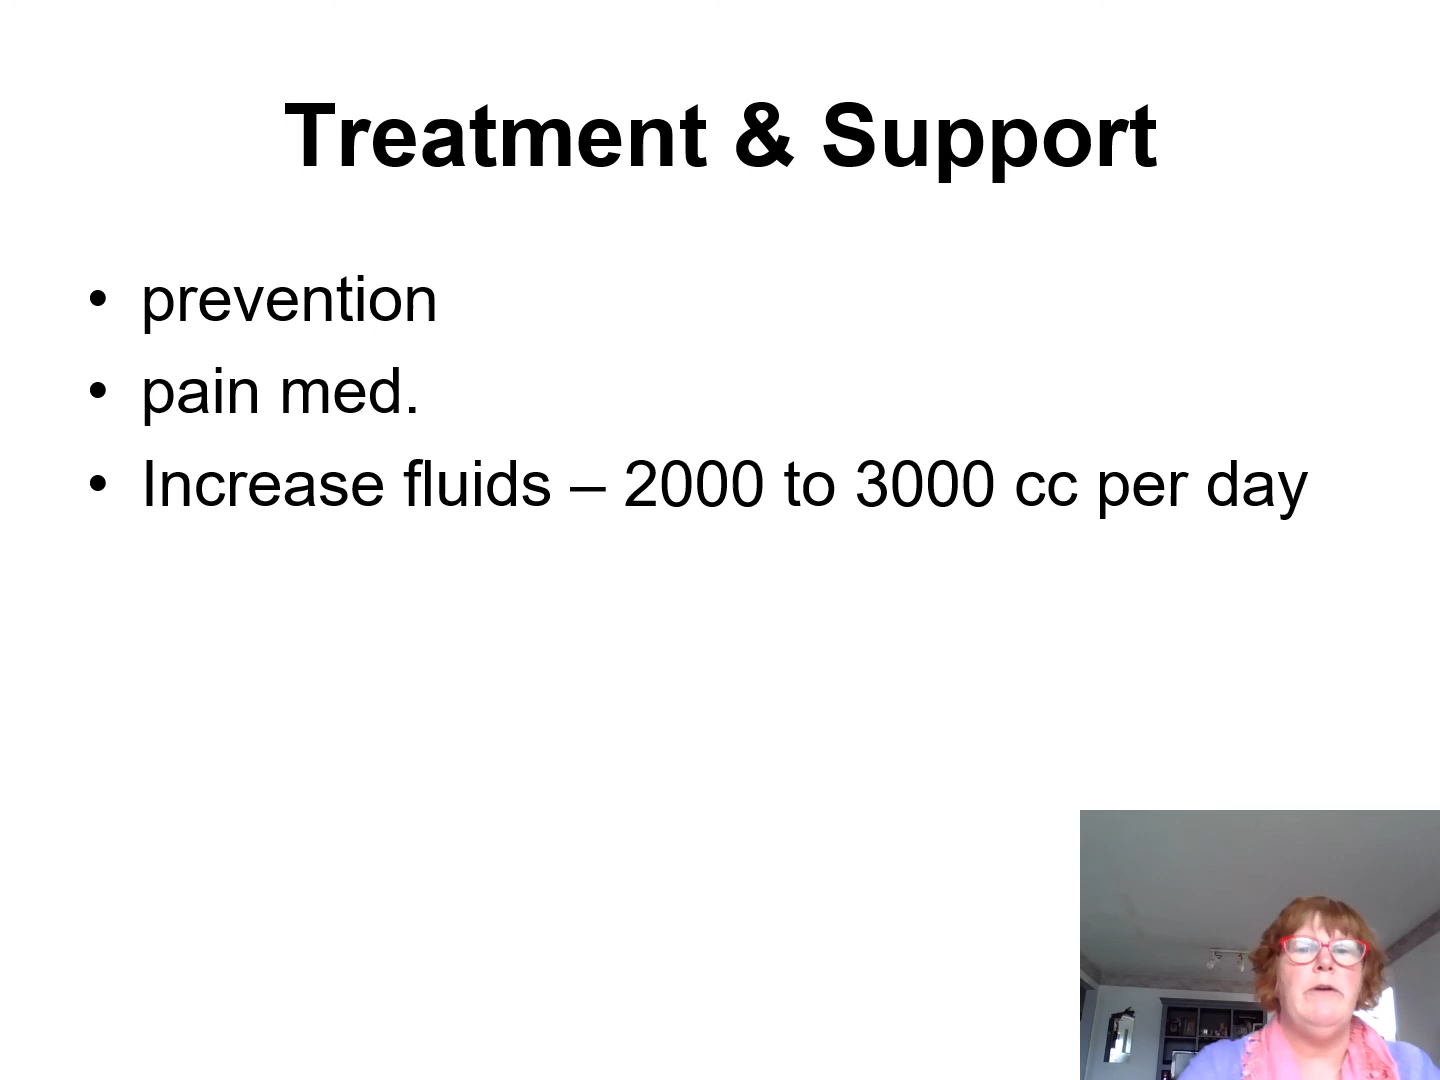 Treatment & Support
• prevention
• pain med.
• Increase fluids – 2000 to 3000 cc per day